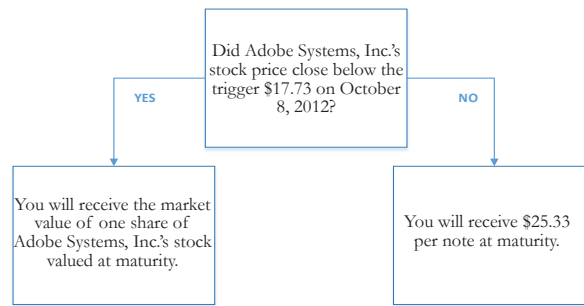 Did Adobe Systems, Inc.'s
stock price close below the
trigger $17.73 on October
8, 2012?
YES
NO
You will receive the market
value of one share of
Adobe Systems, Inc.'s stock
valued at maturity.
You will receive $25.33
per note at maturity.